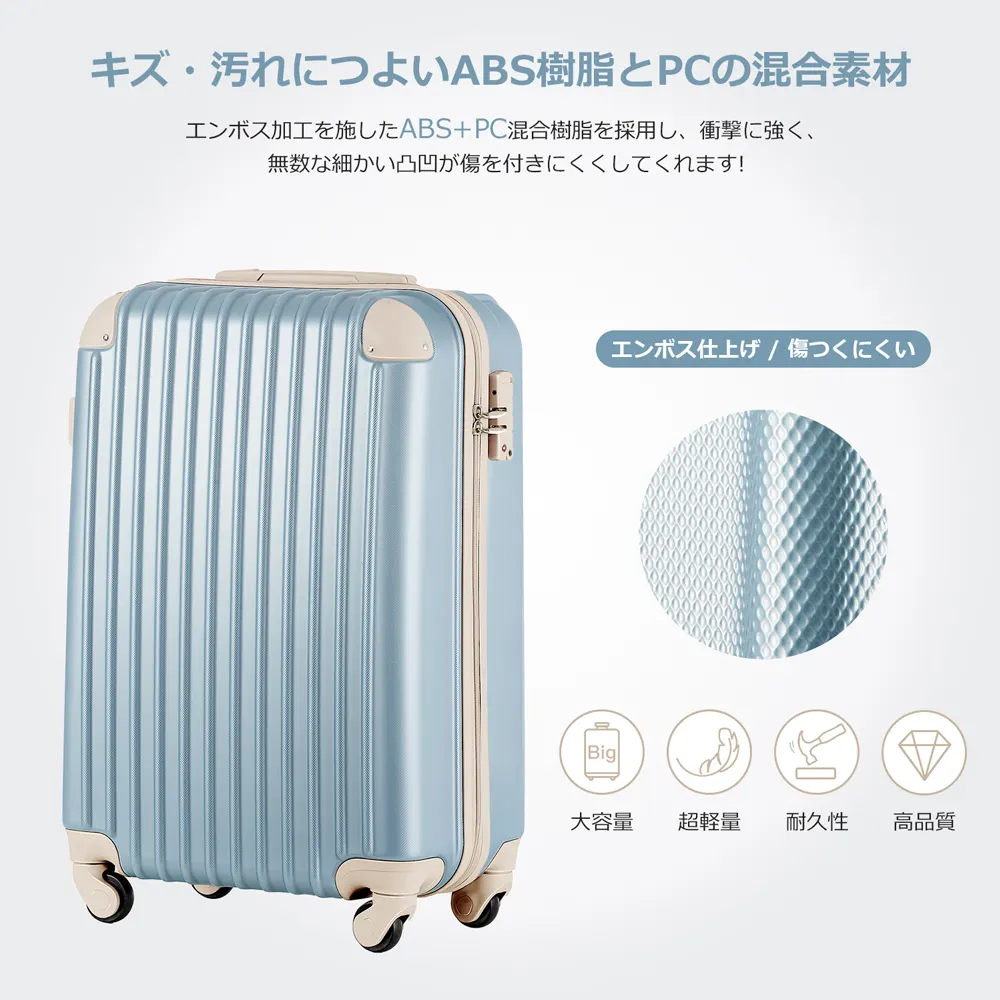 キズ・汚れにつよいABS樹脂とPCの混合素材
エンボス加工を施したABS+PC混合樹脂を採用し、衝撃に強く、
無数な細かい凸凹が傷を付きにくくしてくれます!
エンボス仕上げ / 傷つくにくい
Big
大容量
超軽量
耐久性
高品質